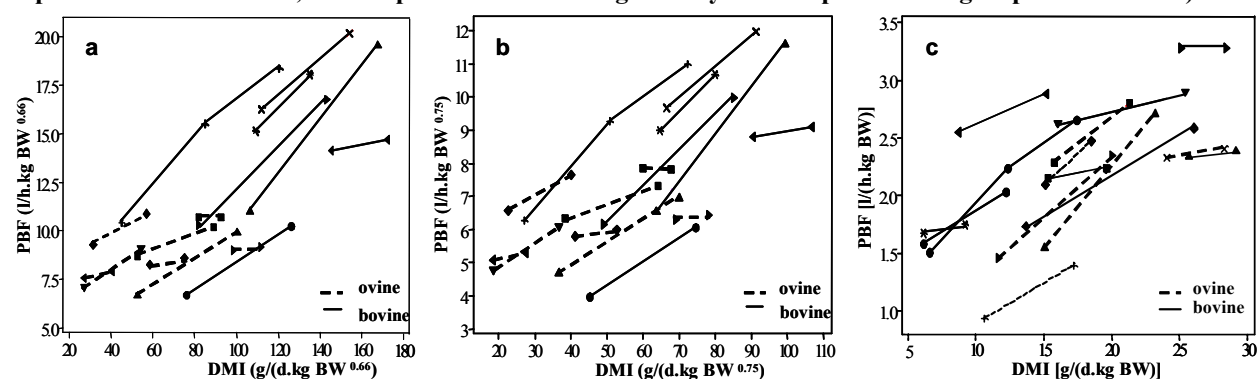 a
PBF (l/h.kg BW 0.66)
20.0
17.5
15.0
12.5
10.0
7.5
5.0
20 40 60 80 100 120 140 160 180
DMI (g/(d.kg BW 0.66)
ovine
bovine
b
PBF (l/h.kg BW 0.75)
12
11
10
9
8
7
6
5
4
3
20 30 40 50 60 70 80 90 100 110
DMI (g/(d.kg BW 0.75)
ovine
bovine
c
PBF [l/(h.kg BW)]
3.5
3.0
2.5
2.0
1.5
1.0
5 10 15 20 25 30
DMI [g/(d.kg BW)]
ovine
bovine